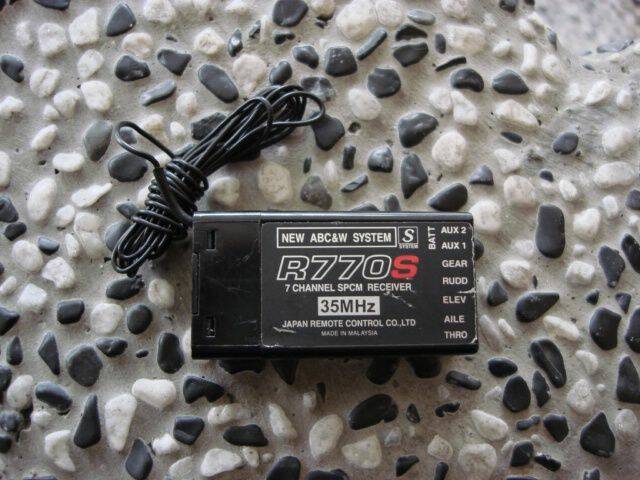 NEW ABC&W SYSTEM
S
SYSTEM
R770S
7 CHANNEL SPCM RECEIVER
35MHz
JAPAN REMOTE CONTROL CO.,LTD
MADE IN MALAYSIA
BATT
AUX 2
AUX 1
GEAR
RUDD
ELEV
AILE
THRO